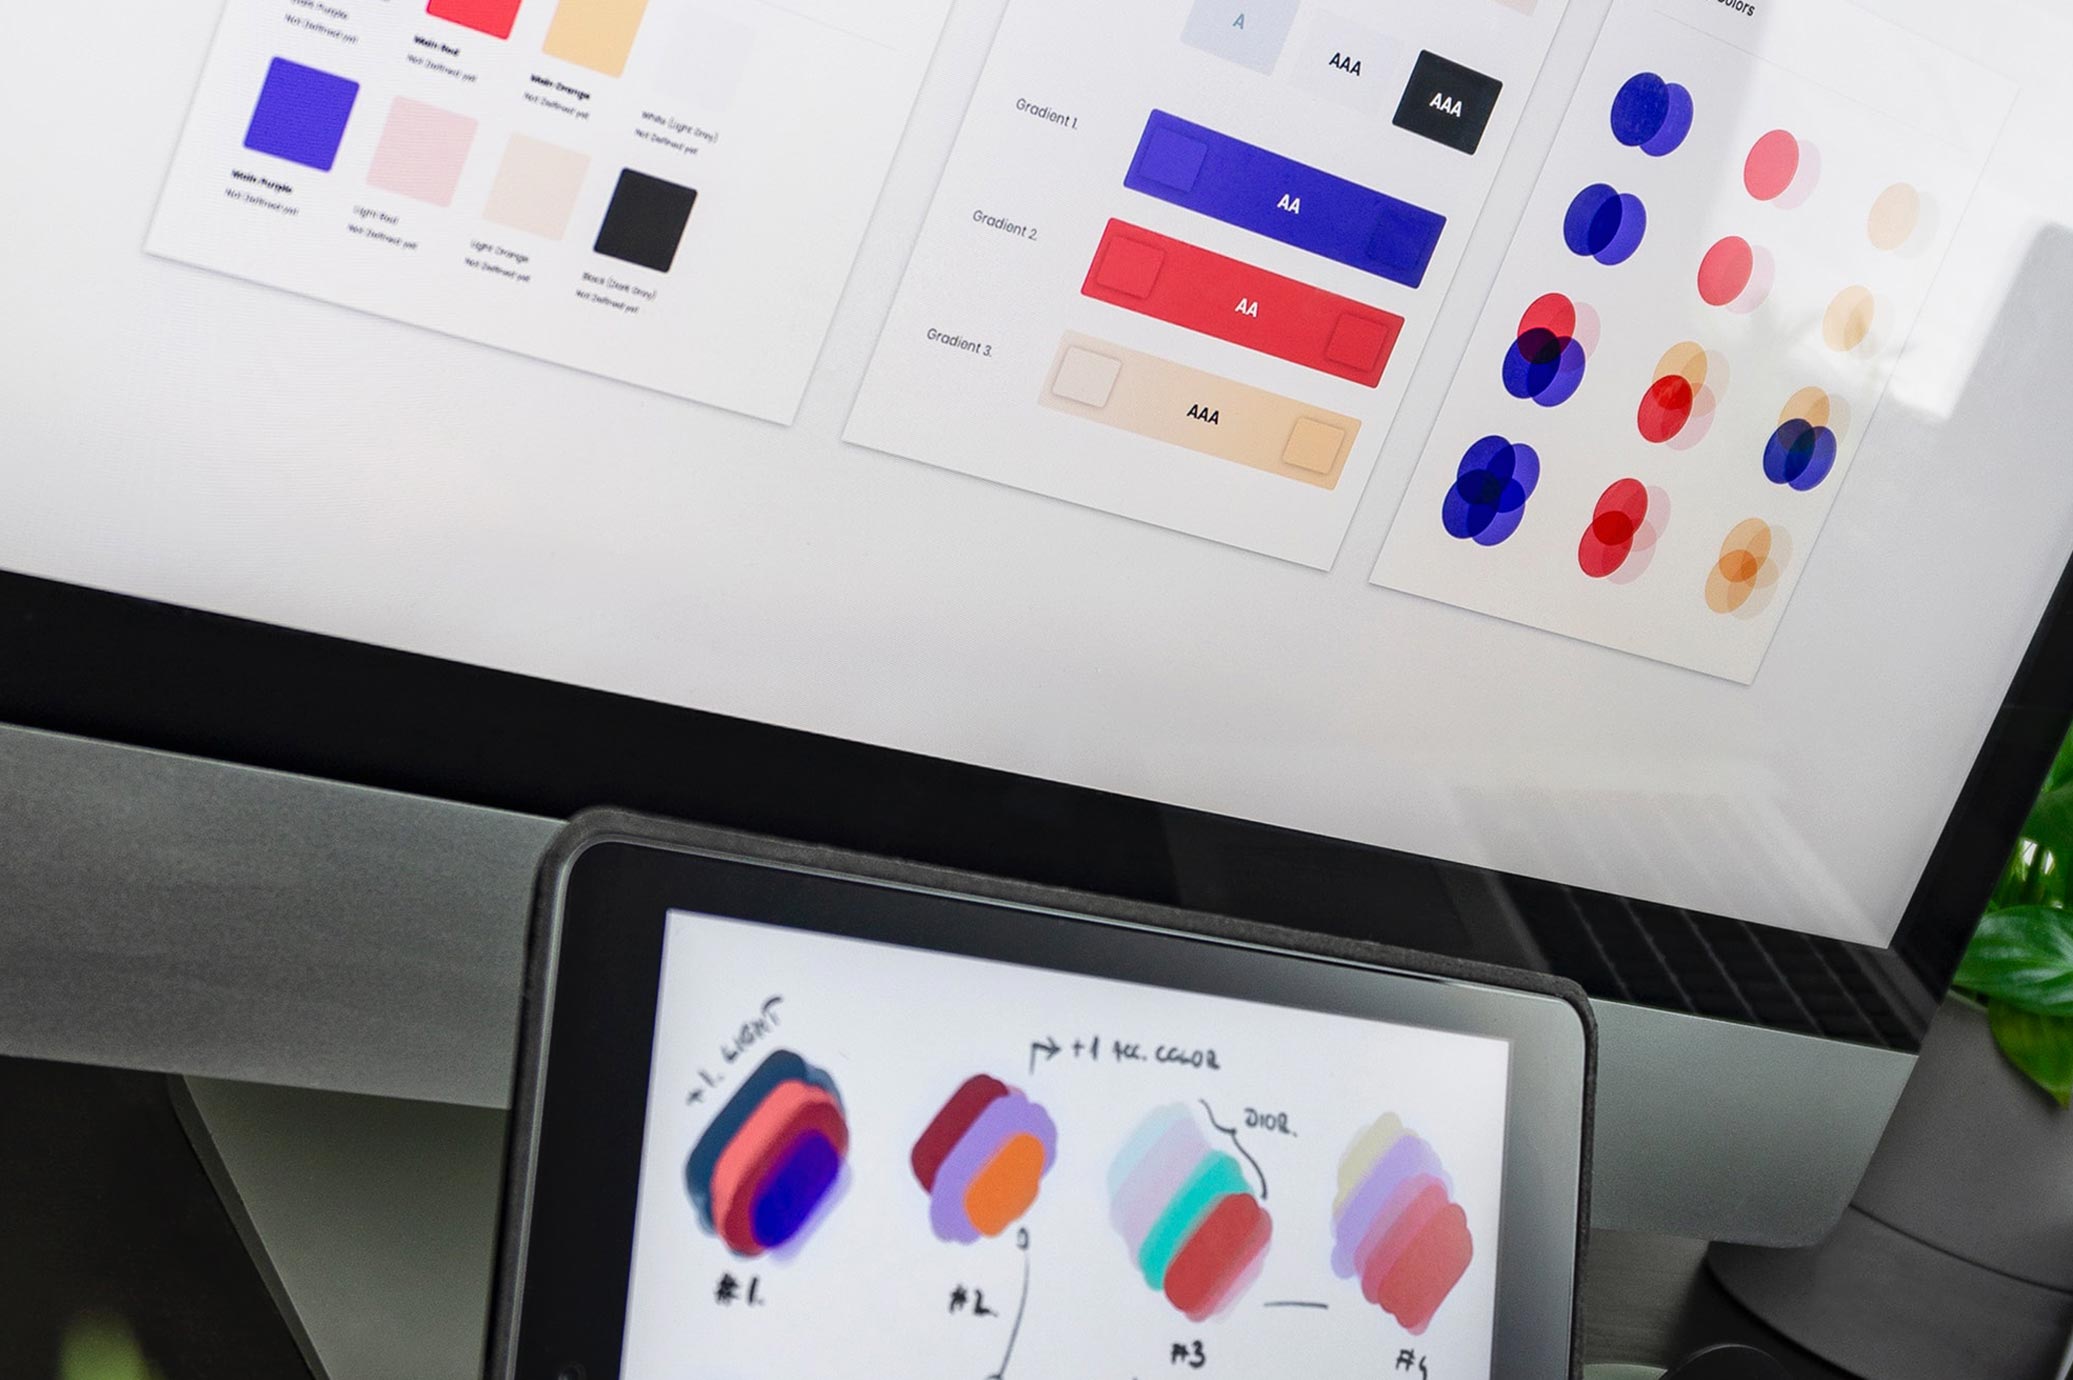 Dark Purple
Not Defined yet
Main Red
Not Defined yet
Main Orange
Not Defined yet
White (Light Grey)
Not Defined yet
Main Purple
Not Defined yet
Light Red
Not Defined yet
Light Orange
Not Defined yet
Black (Dark Grey)
Not Defined yet
A
AAA
AAA
Gradient 1.
AA
Gradient 2.
AA
Gradient 3.
AAA
#1. LIGHT
+1 ACC. COLOR
DIOR.
#1.
#2.
#3
#4